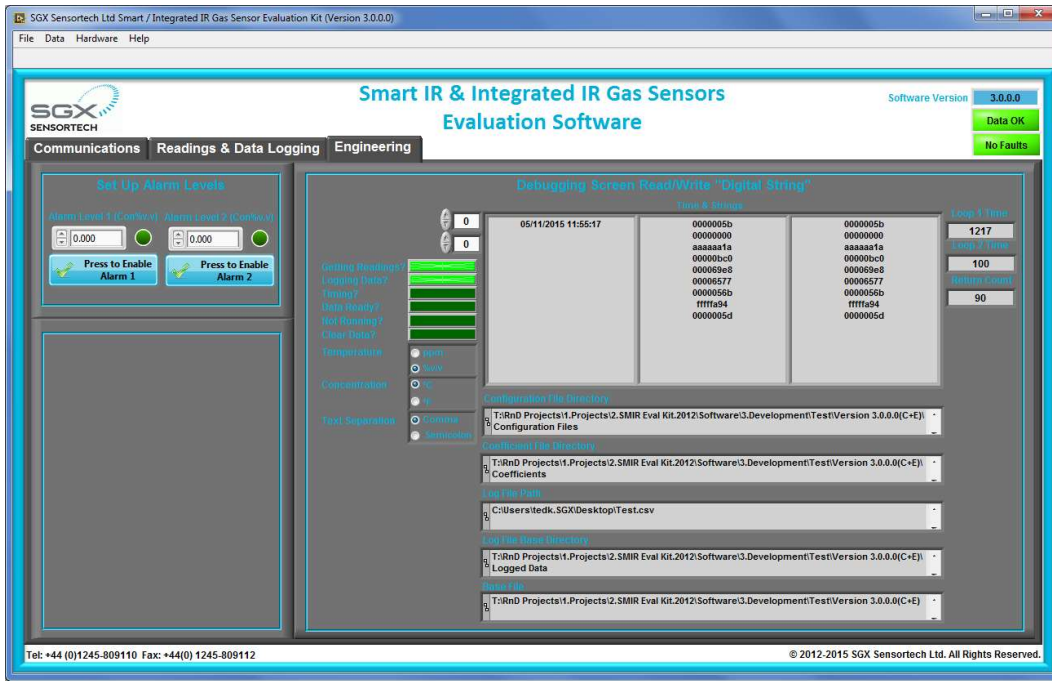 SGX Sensortech Ltd Smart / Integrated IR Gas Sensor Evaluation Kit (Version 3.0.0.0)
File Data Hardware Help
SGX
SENSORTECH
Smart IR & Integrated IR Gas Sensors
Evaluation Software
Software Version 3.0.0.0
Data OK
No Faults
Communications Readings & Data Logging Engineering
Set Up Alarm Levels
Alarm Level 1 (Con%v.v) Alarm Level 2 (Con%v.v)
0.000 0.000
Press to Enable
Alarm 1
Press to Enable
Alarm 2
Debugging Screen Read/Write "Digital String"
Time & Strings
0
0
Getting Readings?
Logging Data?
Timing?
Data Ready?
Not Running?
Clear Data?
Temperature
ppm
%v/v
Concentration
ºC
Text Separation
Comma
Semicolon
05/11/2015 11:55:17
0000005b
00000000
aaaaaa1a
00000bc0
000069e8
00006577
0000056b
fffffa94
0000005d
0000005b
00000000
aaaaaa1a
00000bc0
000069e8
00006577
0000056b
fffffa94
0000005d
Loop 1 Time
1217
Loop 2 Time
100
Return Count
90
Configuration File Directory
T:\RnD Projects\1.Projects\2.SMIR Eval Kit.2012\Software\3.Development\Test\Version 3.0.0.0(C+E)\
Configuration Files
Coefficient File Directory
T:\RnD Projects\1.Projects\2.SMIR Eval Kit.2012\Software\3.Development\Test\Version 3.0.0.0(C+E)\
Coefficients
Log File Path
C:\Users\tedk.SGX\Desktop\Test.csv
Log File Base Directory
T:\RnD Projects\1.Projects\2.SMIR Eval Kit.2012\Software\3.Development\Test\Version 3.0.0.0(C+E)\
Logged Data
Base File
T:\RnD Projects\1.Projects\2.SMIR Eval Kit.2012\Software\3.Development\Test\Version 3.0.0.0(C+E)
Tel: +44 (0)1245-809110 Fax: +44(0) 1245-809112
© 2012-2015 SGX Sensortech Ltd. All Rights Reserved.